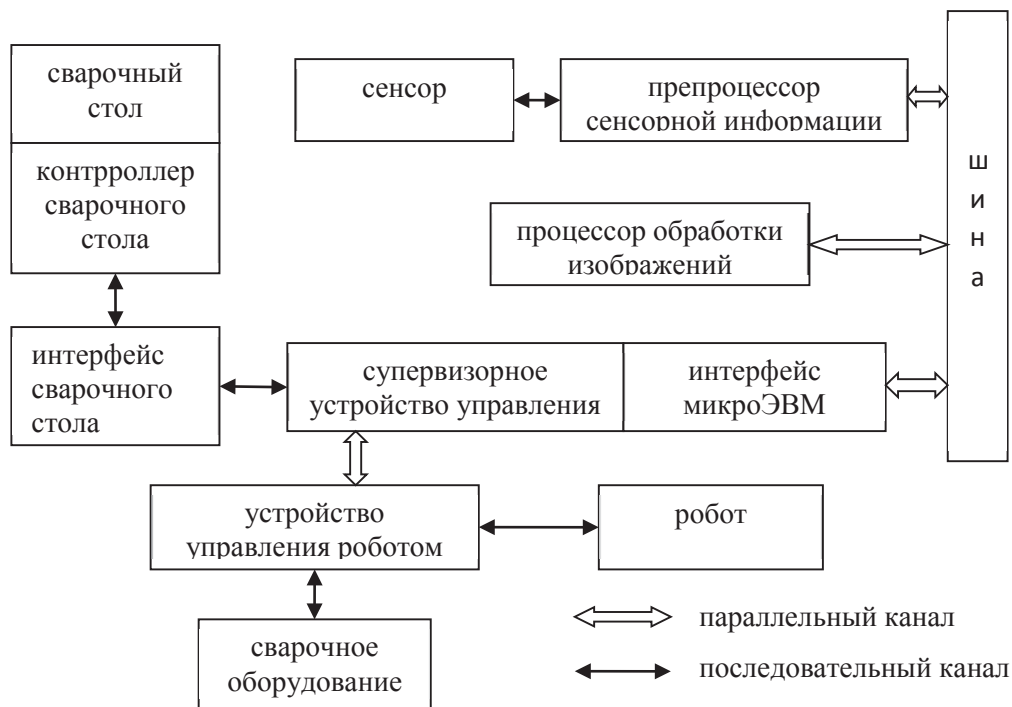 сварочный
стол
контрроллер
сварочного
стола
сенсор
препроцессор
сенсорной информации
процессор обработки
изображений
ш
и
н
а
интерфейс
сварочного
стола
супервизорное
устройство управления
интерфейс
микроЭВМ
устройство
управления роботом
робот
сварочное
оборудование
параллельный канал
последовательный канал